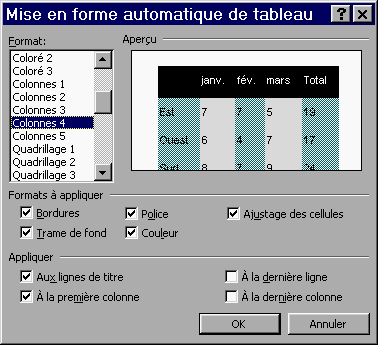 Mise en forme automatique de tableau
Format:
Aperçu
Coloré 2
Coloré 3
Colonnes 1
Colonnes 2
Colonnes 3
Colonnes 4
Colonnes 5
Quadrillage 1
Quadrillage 2
Quadrillage 3
janv. fév. mars Total
Est 7 7 5 19
Ouest 6 4 7 17
Sud 8 7 9 24
Formats à appliquer
Bordures Police Ajustage des cellules
Trame de fond Couleur
Appliquer
Aux lignes de titre À la dernière ligne
À la première colonne À la dernière colonne
OK Annuler